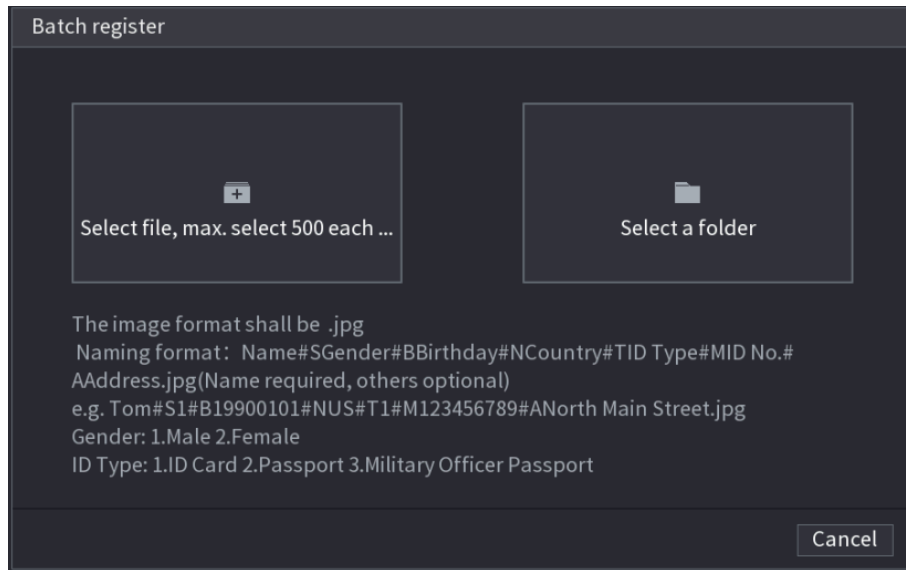 Batch register
Select file, max. select 500 each ...
Select a folder
The image format shall be .jpg
Naming format：Name#SGender#BBirthday#NCountry#TID Type#MID No.#
AAddress.jpg(Name required, others optional)
e.g. Tom#S1#B19900101#NUS#T1#M123456789#ANorth Main Street.jpg
Gender: 1.Male 2.Female
ID Type: 1.ID Card 2.Passport 3.Military Officer Passport
Cancel